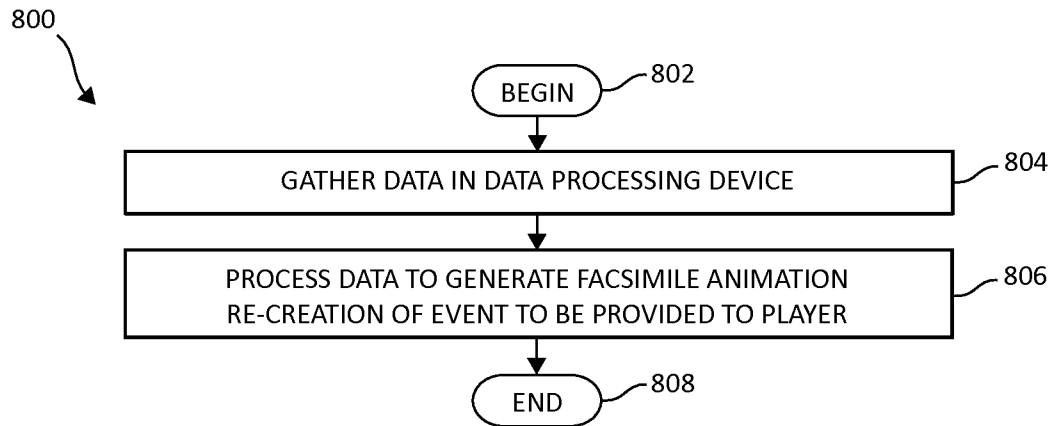 800
BEGIN
802
GATHER DATA IN DATA PROCESSING DEVICE
804
PROCESS DATA TO GENERATE FACSIMILE ANIMATION
RE-CREATION OF EVENT TO BE PROVIDED TO PLAYER
806
END
808